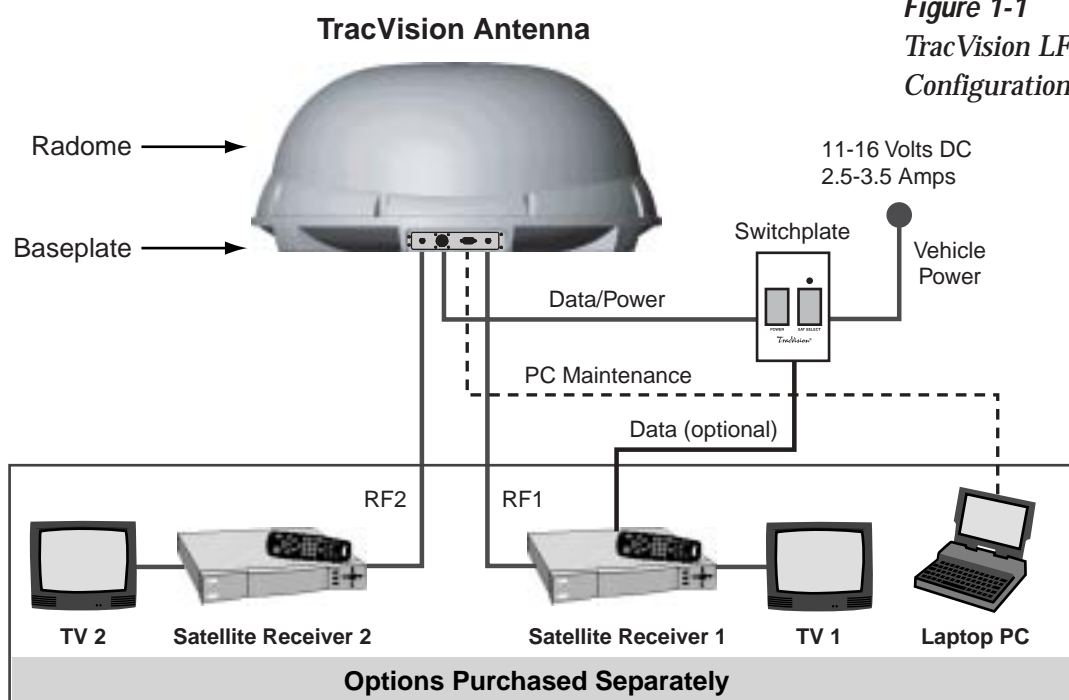 Figure 1-1
TracVision LF
Configuration
TracVision Antenna
Radome
Baseplate
11-16 Volts DC
2.5-3.5 Amps
Switchplate
Vehicle
Power
Data/Power
POWER
SAT SELECT
TracVision
PC Maintenance
Data (optional)
RF2
RF1
TV 2
Satellite Receiver 2
Satellite Receiver 1
TV 1
Laptop PC
Options Purchased Separately